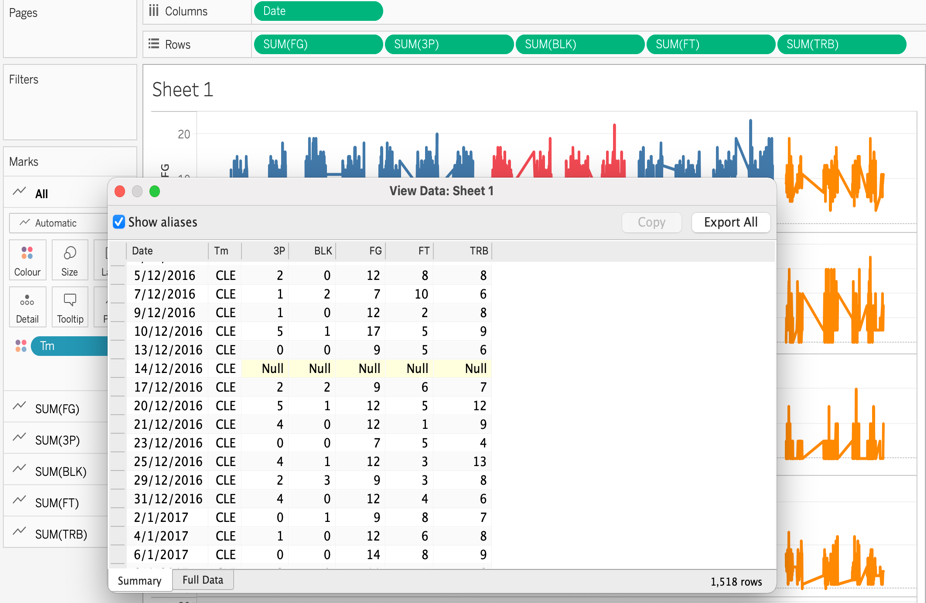 Pages
Columns
Date
Rows
SUM(FG)
SUM(3P)
SUM(BLK)
SUM(FT)
SUM(TRB)
Filters
Sheet 1
20
FG
Marks
All
Automatic
Colour
Size
Detail
Tooltip
Tm
SUM(FG)
SUM(3P)
SUM(BLK)
SUM(FT)
SUM(TRB)
View Data: Sheet 1
Show aliases
Copy
Export All
Date Tm 3P BLK FG FT TRB
5/12/2016 CLE 2 0 12 8 8
7/12/2016 CLE 1 2 7 10 6
9/12/2016 CLE 1 0 12 2 8
10/12/2016 CLE 5 1 17 5 9
13/12/2016 CLE 0 0 9 5 6
14/12/2016 CLE Null Null Null Null Null
17/12/2016 CLE 2 2 9 6 7
20/12/2016 CLE 5 1 12 5 12
21/12/2016 CLE 4 0 12 1 9
23/12/2016 CLE 0 0 7 5 4
25/12/2016 CLE 4 1 12 3 13
29/12/2016 CLE 2 3 9 3 8
31/12/2016 CLE 4 0 12 4 6
2/1/2017 CLE 0 1 9 8 7
4/1/2017 CLE 1 0 12 6 8
6/1/2017 CLE 0 0 14 8 9
Summary
Full Data
1,518 rows